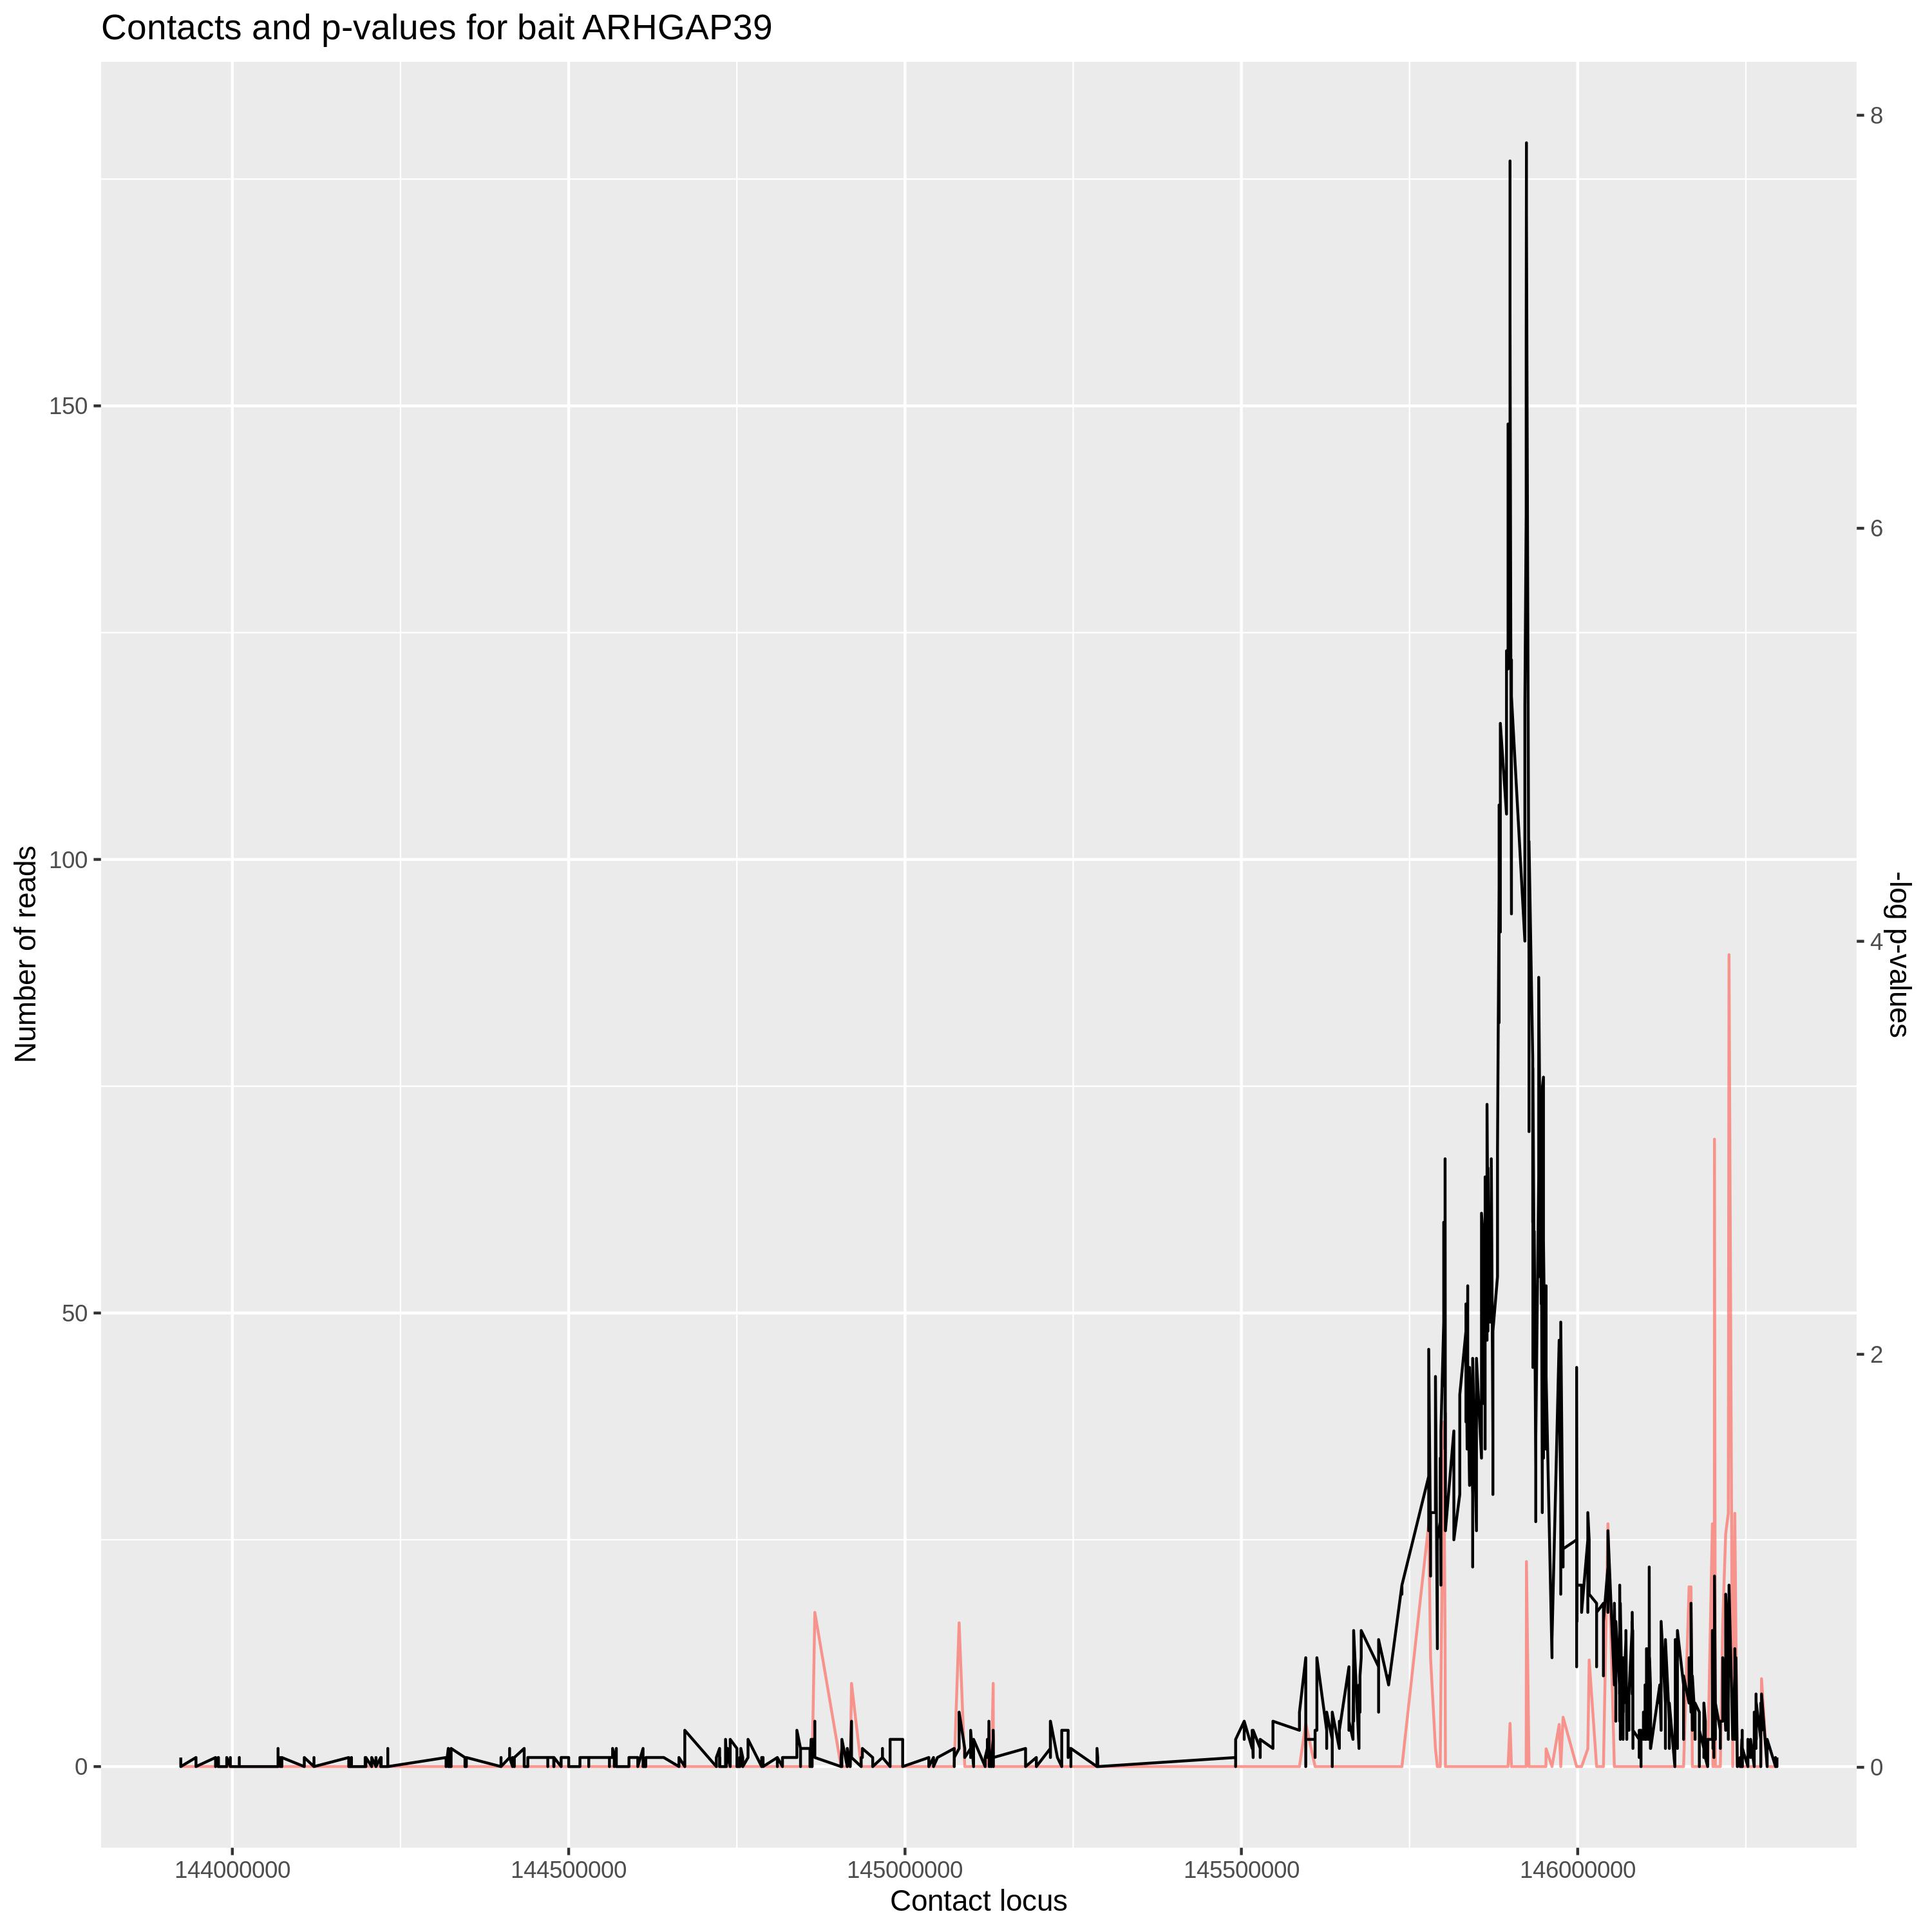 Contacts and p-values for bait ARHGAP39
Number of reads
150
100
50
0
8
6
4
2
0
-log p-values
144000000 144500000 145000000 145500000 146000000
Contact locus